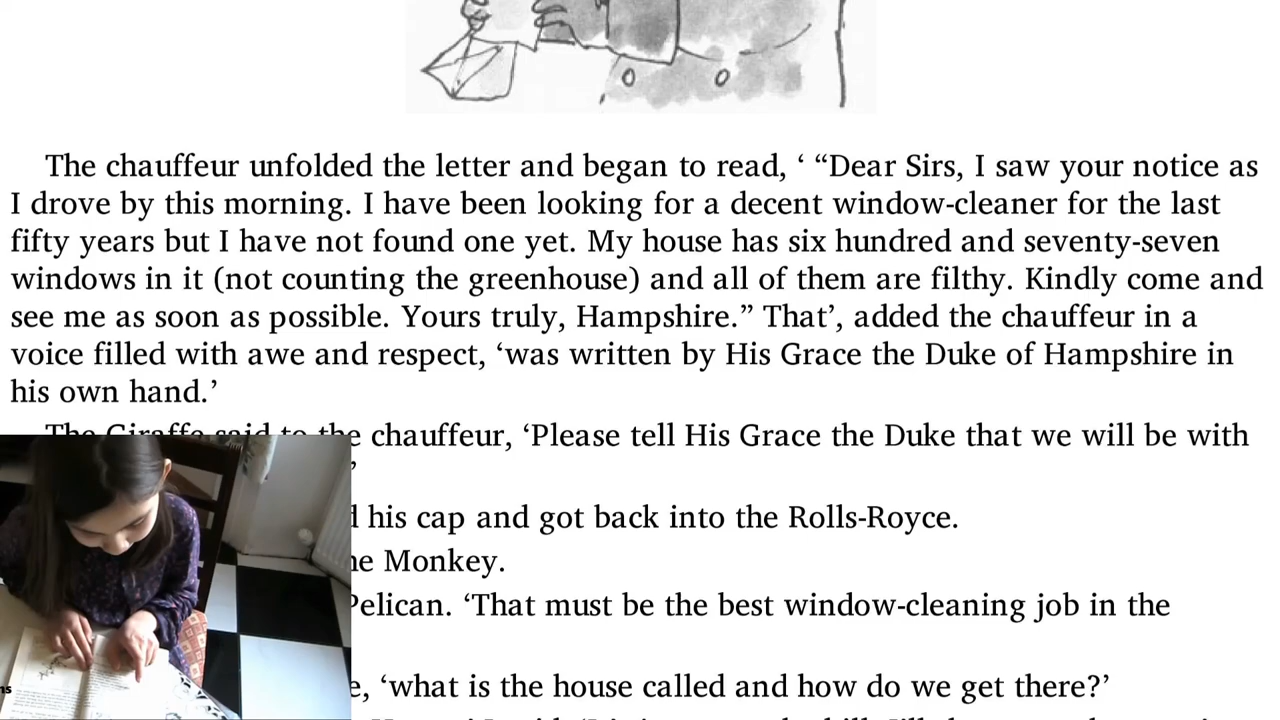 The chauffeur unfolded the letter and began to read, ‘ “Dear Sirs, I saw your notice as
I drove by this morning. I have been looking for a decent window-cleaner for the last
fifty years but I have not found one yet. My house has six hundred and seventy-seven
windows in it (not counting the greenhouse) and all of them are filthy. Kindly come and
see me as soon as possible. Yours truly, Hampshire.” That’, added the chauffeur in a
voice filled with awe and respect, ‘was written by His Grace the Duke of Hampshire in
his own hand.’
The Giraffe said to the chauffeur, ‘Please tell His Grace the Duke that we will be with
’
his cap and got back into the Rolls-Royce.
Monkey.
Pelican. ‘That must be the best window-cleaning job in the
‘what is the house called and how do we get there?’